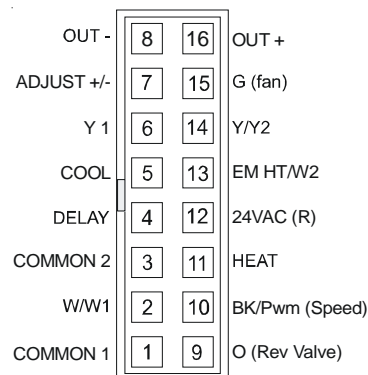 OUT - 8 16 OUT +
ADJUST +/- 7 15 G (fan)
Y 1 6 14 Y/Y2
COOL 5 13 EM HT/W2
DELAY 4 12 24VAC (R)
COMMON 2 3 11 HEAT
W/W1 2 10 BK/Pwm (Speed)
COMMON 1 1 9 O (Rev Valve)